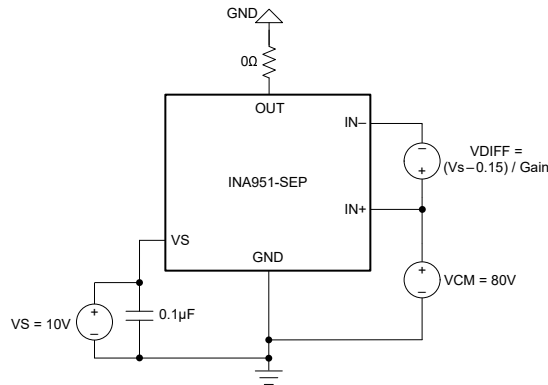 GND
0Ω
OUT
IN–
VDIFF =
(Vs–0.15) / Gain
INA951-SEP
IN+
VS
GND
VCM = 80V
VS = 10V
0.1μF
+
–
–
+
+
–